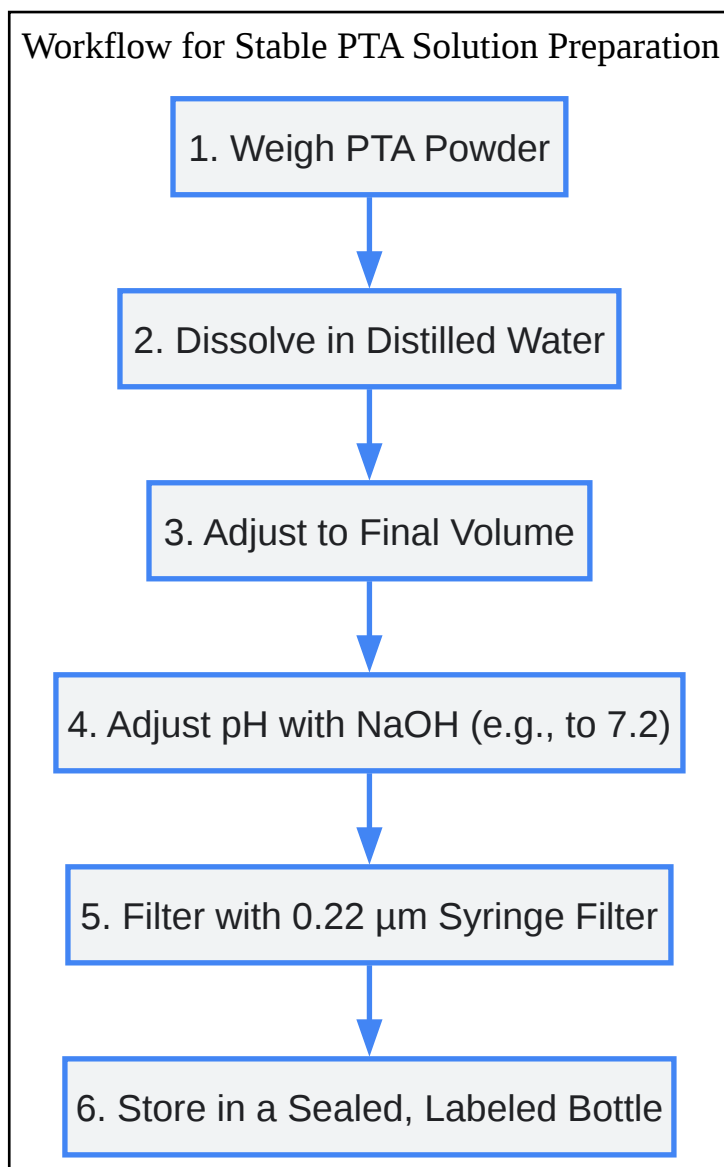 Workflow for Stable PTA Solution Preparation
1. Weigh PTA Powder
2. Dissolve in Distilled Water
3. Adjust to Final Volume
4. Adjust pH with NaOH (e.g., to 7.2)
5. Filter with 0.22 µm Syringe Filter
6. Store in a Sealed, Labeled Bottle